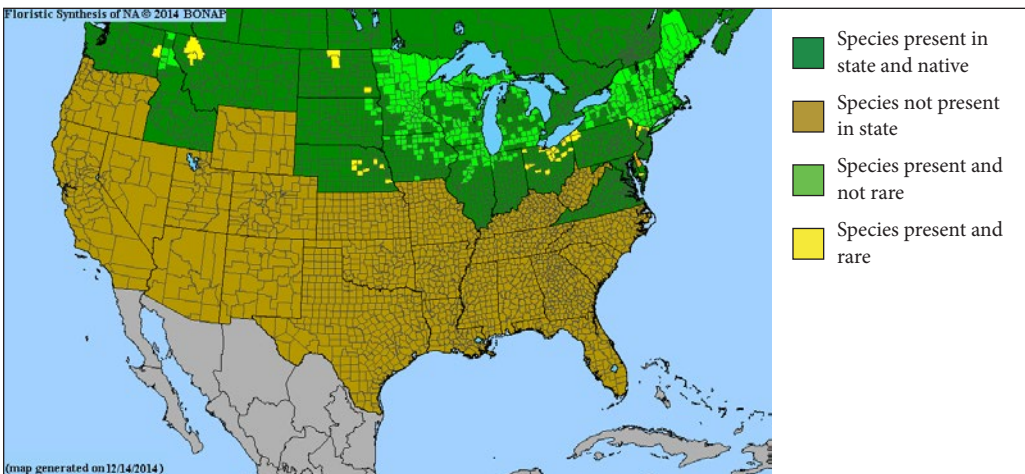 Floristic Synthesis of NA © 2014 BONAP
Species present in
state and native
Species not present
in state
Species present and
not rare
Species present and
rare
(map generated on 12/14/2014)